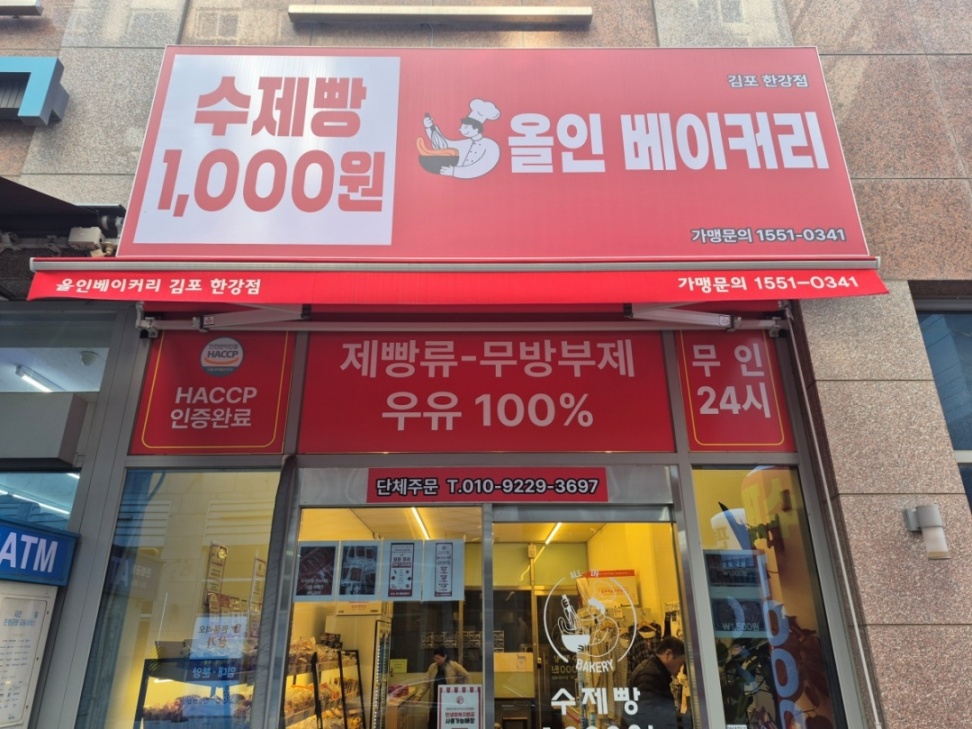 수제빵
1,000원
김포 한강점
올인 베이커리
가맹문의 1551-0341
올인베이커리 김포 한강점
가맹문의 1551-0341
HACCP
HACCP
인증완료
제빵류-무방부제
우유 100%
무인
24시
단체주문 T.010-9229-3697
ATM
ALL IN
BAKERY
수제빵